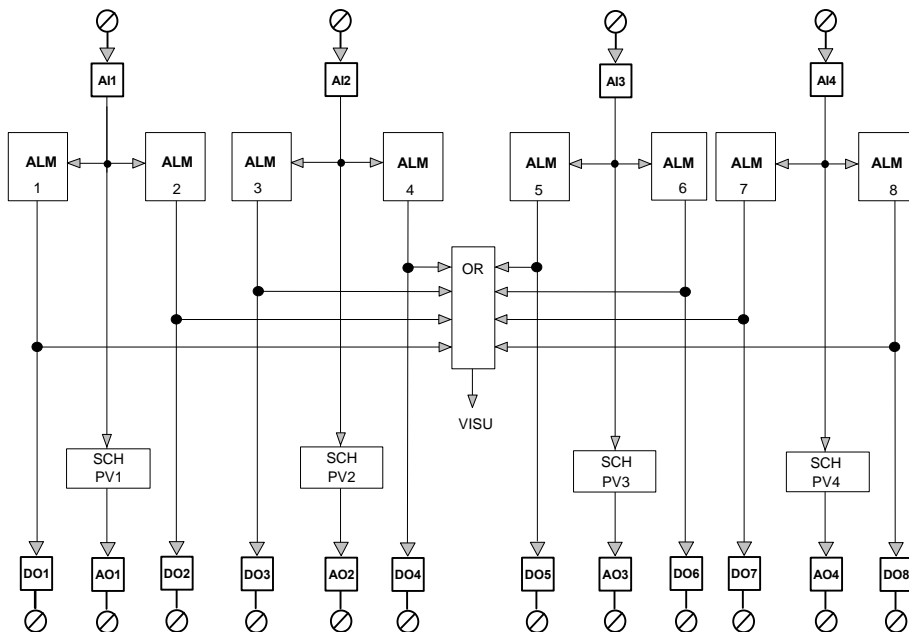 AI1
AI2
AI3
AI4
ALM
1
ALM
2
ALM
3
ALM
4
ALM
5
ALM
6
ALM
7
ALM
8
OR
VISU
SCH
PV1
SCH
PV2
SCH
PV3
SCH
PV4
DO1
AO1
DO2
DO3
AO2
DO4
DO5
AO3
DO6
DO7
AO4
DO8